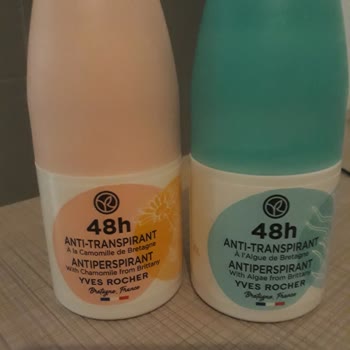 48h
ANTI-TRANSPIRANT
À la Camomille de Bretagne
ANTIPERSPIRANT
With Chamomile from Brittany
YVES ROCHER
Bretagne, France
48h
ANTI-TRANSPIRANT
À l'Algue de Bretagne
ANTIPERSPIRANT
With Algae from Brittany
YVES ROCHER
Bretagne, France